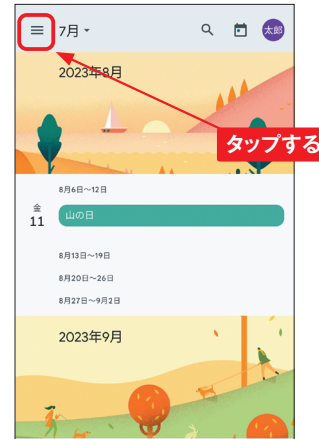 7月
太郎
2023年8月
タップする
8月6日～12日
金
11
山の日
8月13日～19日
8月20日～26日
8月27日～9月2日
2023年9月